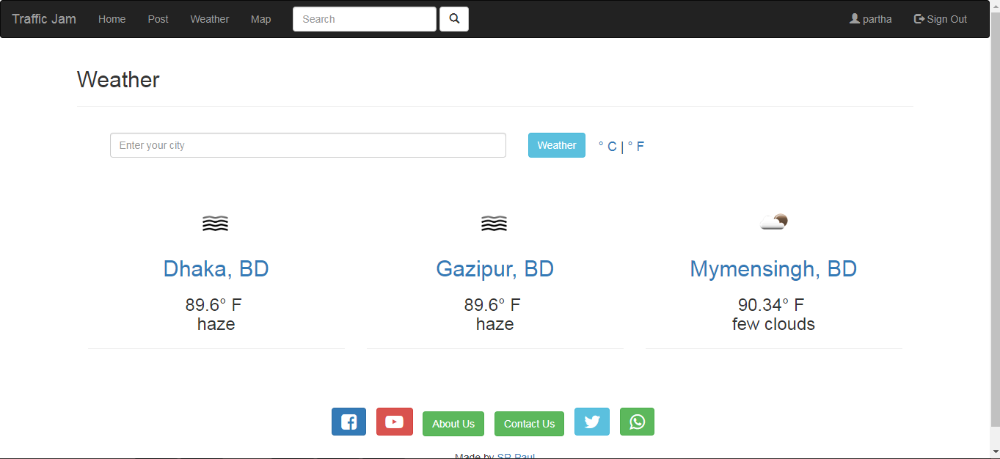 Traffic Jam Home Post Weather Map Search partha Sign Out
Weather
Enter your city Weather ° C | ° F
Dhaka, BD Gazipur, BD Mymensingh, BD
89.6° F 89.6° F 90.34° F
haze haze few clouds
About Us Contact Us
Made by SR Paul